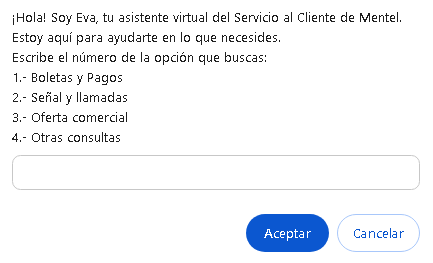 ¡Hola! Soy Eva, tu asistente virtual del Servicio al Cliente de Mentel.
Estoy aquí para ayudarte en lo que necesides.
Escribe el número de la opción que buscas:
1.- Boletas y Pagos
2.- Señal y llamadas
3.- Oferta comercial
4.- Otras consultas
Aceptar Cancelar